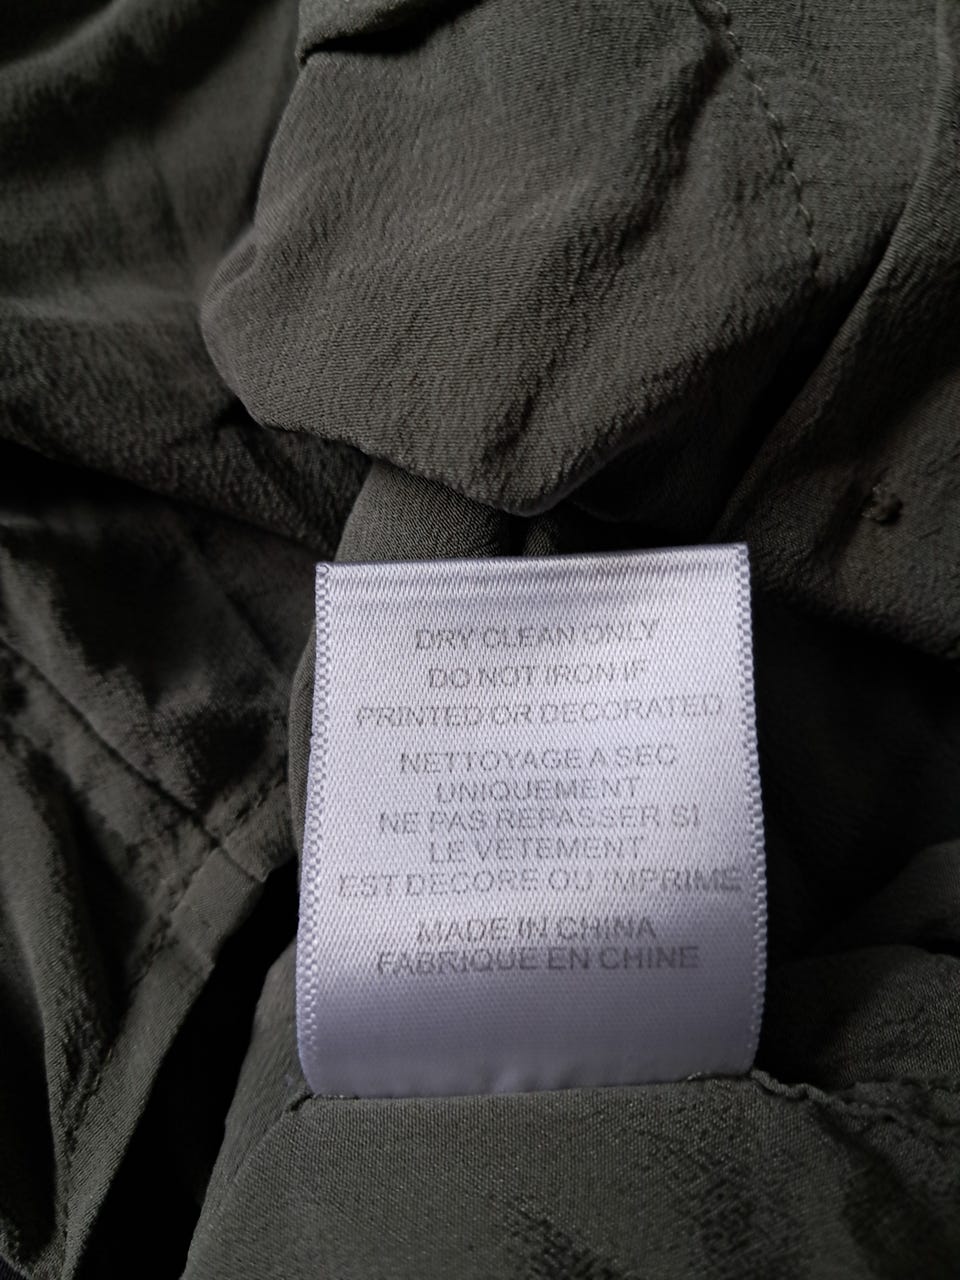 DRY CLEAN ONLY
DO NOT IRON IF
PRINTED OR DECORATED
NETTOYAGE A SEC
UNIQUEMENT
NE PAS REPASSER SI
LE VETEMENT
EST DECORE OU IMPRIME
MADE IN CHINA
FABRIQUE EN CHINE